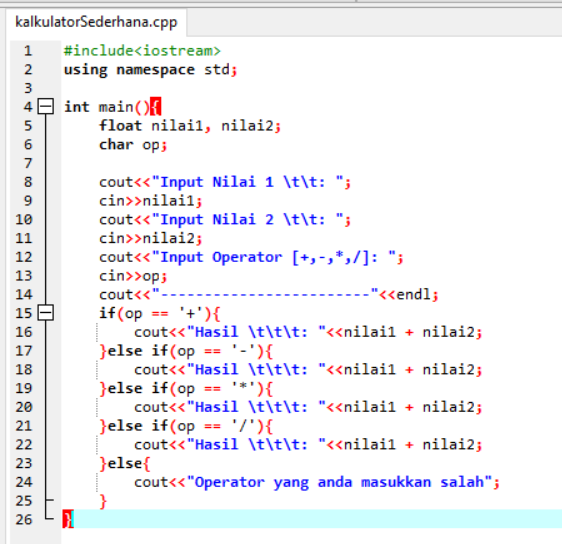 kalkulatorSederhana.cpp
1 #include<iostream>
2 using namespace std;
3
4 int main(){
5 float nilai1, nilai2;
6 char op;
7
8 cout<<"Input Nilai 1 \t\t: ";
9 cin>>nilai1;
10 cout<<"Input Nilai 2 \t\t: ";
11 cin>>nilai2;
12 cout<<"Input Operator [+,-,*,/]: ";
13 cin>>op;
14 cout<<"------------------------"<<endl;
15 if(op == '+'){
16 cout<<"Hasil \t\t\t: "<<nilai1 + nilai2;
17 }else if(op == '-'){
18 cout<<"Hasil \t\t\t: "<<nilai1 + nilai2;
19 }else if(op == '*'){
20 cout<<"Hasil \t\t\t: "<<nilai1 + nilai2;
21 }else if(op == '/'){
22 cout<<"Hasil \t\t\t: "<<nilai1 + nilai2;
23 }else{
24 cout<<"Operator yang anda masukkan salah";
25 }
26 }